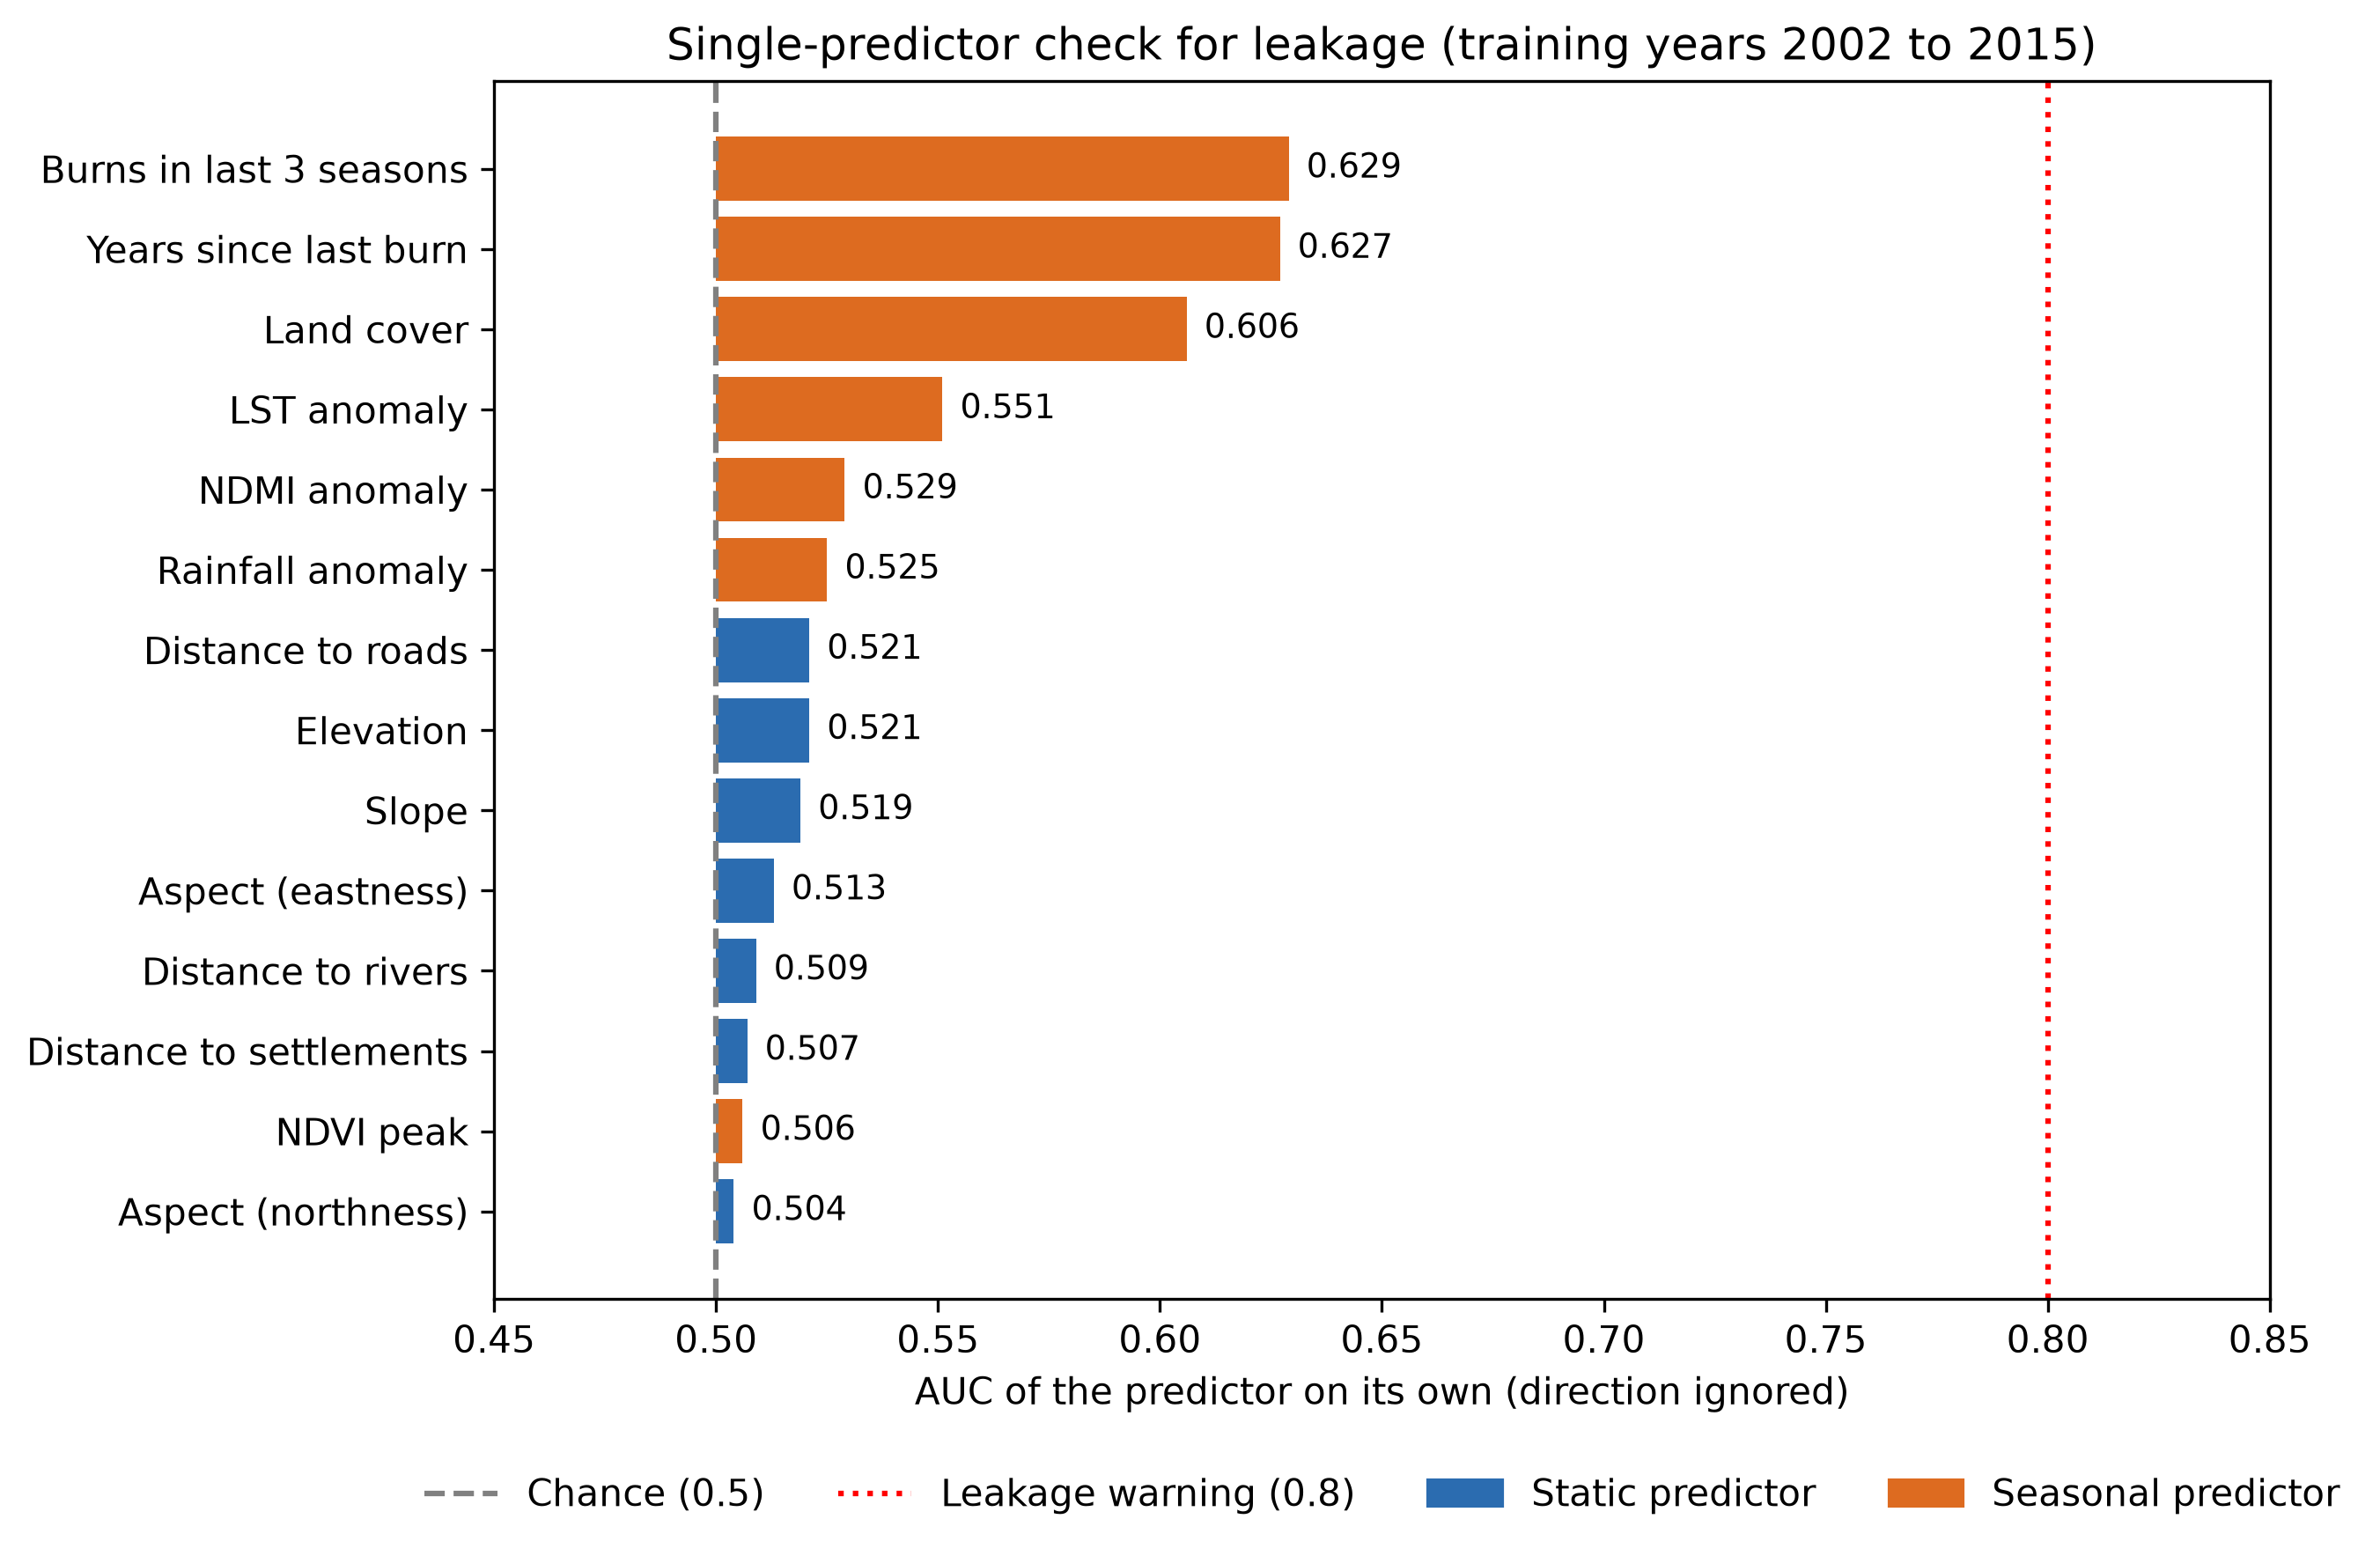 Single-predictor check for leakage (training years 2002 to 2015)
Burns in last 3 seasons 0.629
Years since last burn 0.627
Land cover 0.606
LST anomaly 0.551
NDMI anomaly 0.529
Rainfall anomaly 0.525
Distance to roads 0.521
Elevation 0.521
Slope 0.519
Aspect (eastness) 0.513
Distance to rivers 0.509
Distance to settlements 0.507
NDVI peak 0.506
Aspect (northness) 0.504
0.45 0.50 0.55 0.60 0.65 0.70 0.75 0.80 0.85
AUC of the predictor on its own (direction ignored)
Chance (0.5) Leakage warning (0.8) Static predictor Seasonal predictor